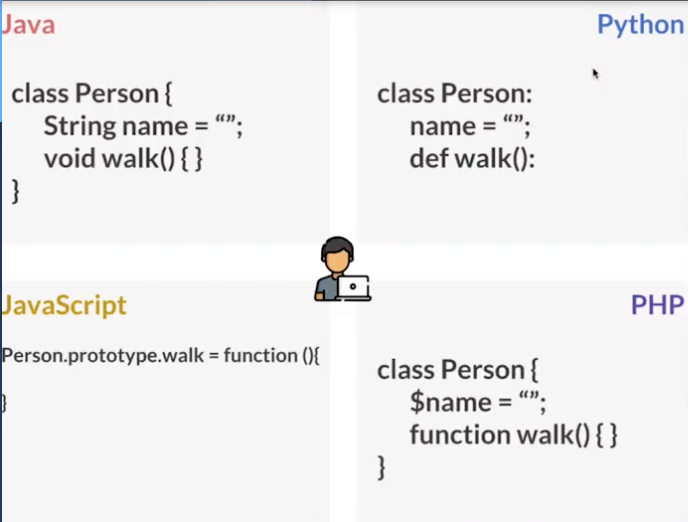 Java
class Person {
String name = “”;
void walk() { }
}
Python
class Person:
name = “”;
def walk():
JavaScript
Person.prototype.walk = function (){
}
PHP
class Person {
$name = “”;
function walk() { }
}